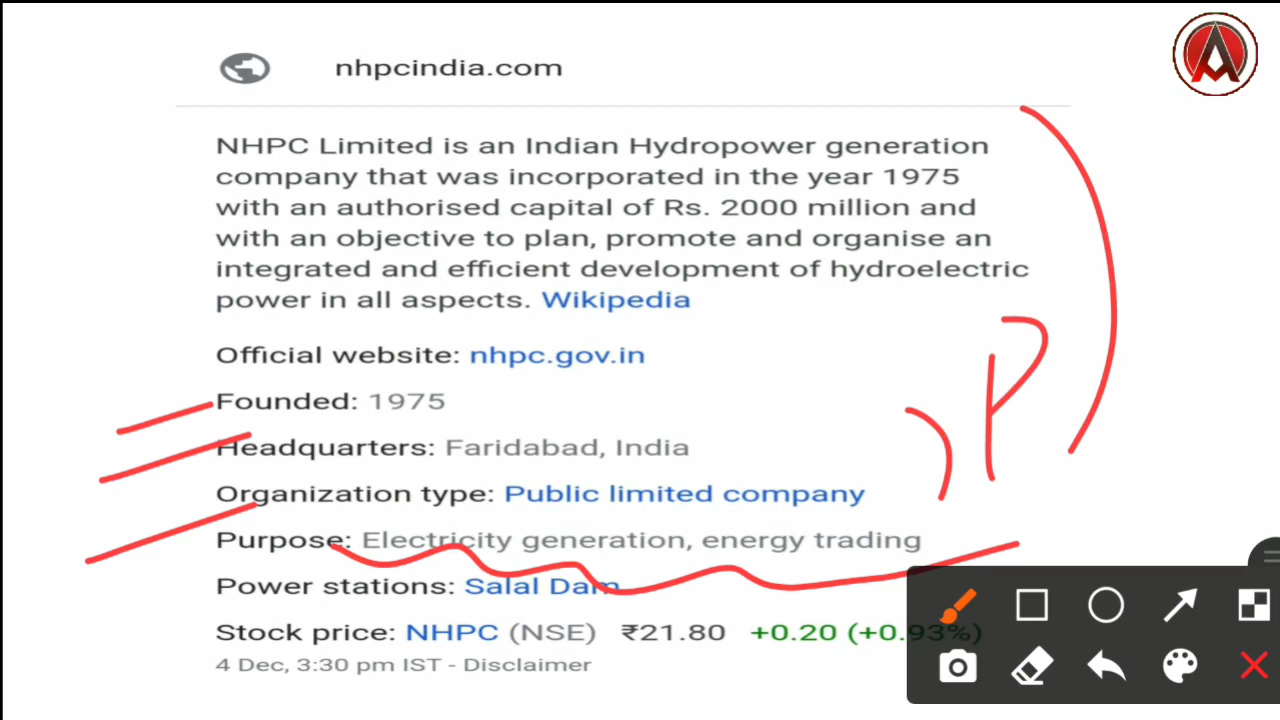 nhpcindia.com
NHPC Limited is an Indian Hydropower generation
company that was incorporated in the year 1975
with an authorised capital of Rs. 2000 million and
with an objective to plan, promote and organise an
integrated and efficient development of hydroelectric
power in all aspects. Wikipedia
Official website: nhpc.gov.in
Founded: 1975
Headquarters: Faridabad, India
Organization type: Public limited company
P
Purpose: Electricity generation, energy trading
Power stations: Salal Dam
Stock price: NHPC (NSE) ₹21.80 +0.20 (+0.93%)
4 Dec, 3:30 pm IST - Disclaimer